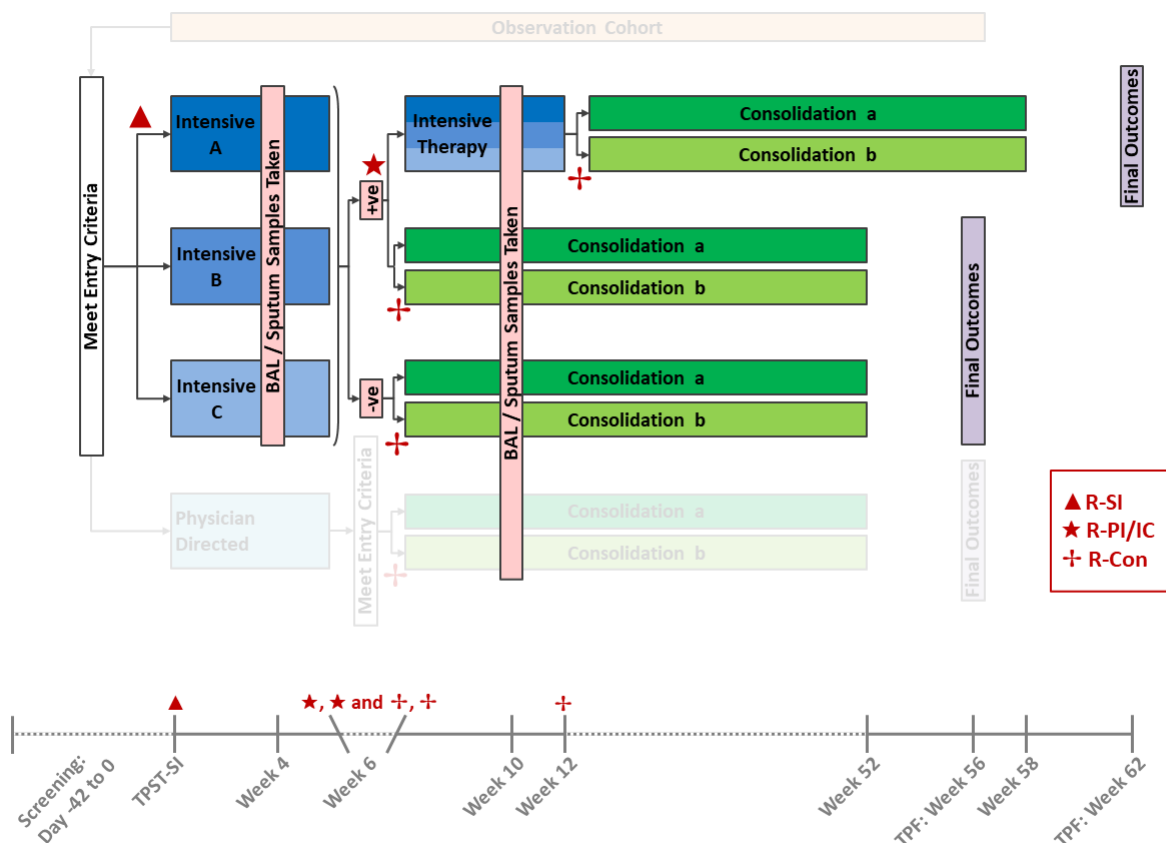 Observation Cohort
Meet Entry Criteria
Intensive
A
Intensive
B
Intensive
C
BAL / Sputum Samples Taken
+ve
-ve
Intensive
Therapy
Consolidation a
Consolidation b
Consolidation a
Consolidation b
Consolidation a
Consolidation b
BAL / Sputum Samples Taken
Final Outcomes
Final Outcomes
Physician
Directed
Meet Entry Criteria
Consolidation a
Consolidation b
Final Outcomes
R-SI
R-PI/IC
R-Con
, and ,
Screening:
Day -42 to 0
TPST-SI
Week 4
Week 6
Week 10
Week 12
Week 52
TPF: Week 56
Week 58
TPF: Week 62